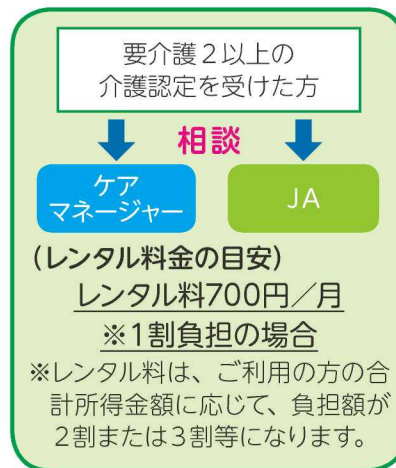 要介護２以上の
介護認定を受けた方
相談
ケア
マネージャー
JA
(レンタル料金の目安)
レンタル料700円／月
※１割負担の場合
※レンタル料は、ご利用の方の合
計所得金額に応じて、負担額が
２割または３割等になります。